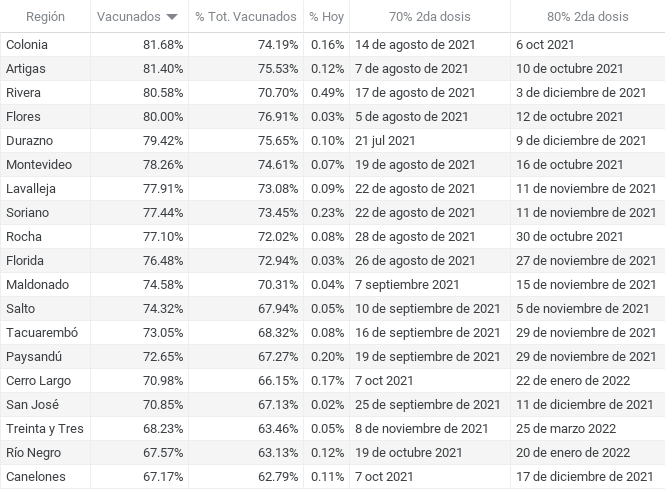 Región Vacunados % Tot. Vacunados % Hoy 70% 2da dosis 80% 2da dosis
Colonia 81.68% 74.19% 0.16% 14 de agosto de 2021 6 oct 2021
Artigas 81.40% 75.53% 0.12% 7 de agosto de 2021 10 de octubre 2021
Rivera 80.58% 70.70% 0.49% 17 de agosto de 2021 3 de diciembre de 2021
Flores 80.00% 76.91% 0.03% 5 de agosto de 2021 12 de octubre 2021
Durazno 79.42% 75.65% 0.10% 21 jul 2021 9 de diciembre de 2021
Montevideo 78.26% 74.61% 0.07% 19 de agosto de 2021 16 de octubre 2021
Lavalleja 77.91% 73.08% 0.09% 22 de agosto de 2021 11 de noviembre de 2021
Soriano 77.44% 73.45% 0.23% 22 de agosto de 2021 11 de noviembre de 2021
Rocha 77.10% 72.02% 0.08% 28 de agosto de 2021 30 de octubre 2021
Florida 76.48% 72.94% 0.03% 26 de agosto de 2021 27 de noviembre de 2021
Maldonado 74.58% 70.31% 0.04% 7 septiembre 2021 15 de noviembre de 2021
Salto 74.32% 67.94% 0.05% 10 de septiembre de 2021 5 de noviembre de 2021
Tacuarembó 73.05% 68.32% 0.08% 16 de septiembre de 2021 29 de noviembre de 2021
Paysandú 72.65% 67.27% 0.20% 19 de septiembre de 2021 29 de noviembre de 2021
Cerro Largo 70.98% 66.15% 0.17% 7 oct 2021 22 de enero de 2022
San José 70.85% 67.13% 0.02% 25 de septiembre de 2021 11 de diciembre de 2021
Treinta y Tres 68.23% 63.46% 0.05% 8 de noviembre de 2021 25 de marzo 2022
Río Negro 67.57% 63.13% 0.12% 19 de octubre de 2021 20 de enero de 2022
Canelones 67.17% 62.79% 0.11% 7 oct 2021 17 de diciembre de 2021